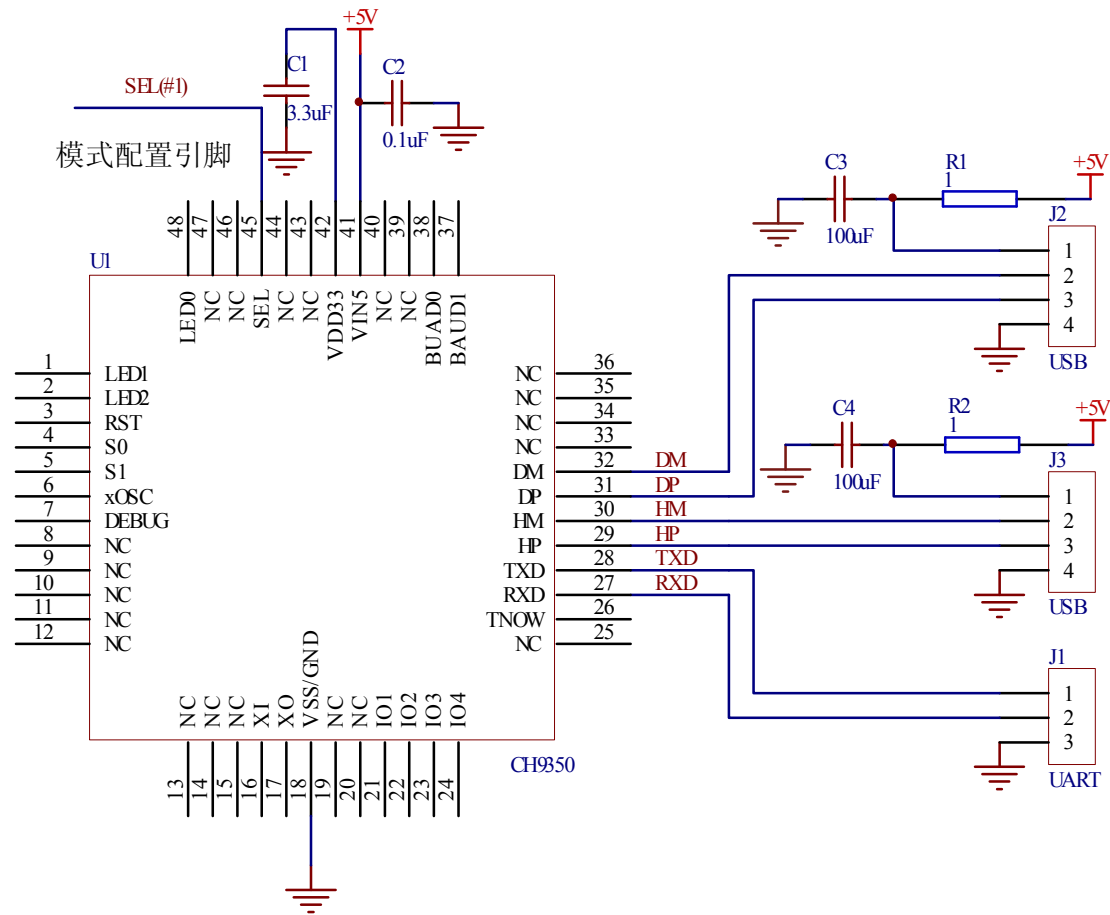 +5V
C1
3.3uF
C2
0.1uF
SEL(#1)
模式配置引脚
C3
100uF
R1
1
+5V
J2
1
2
3
4
USB
C4
100uF
R2
1
+5V
J3
1
2
3
4
USB
J1
1
2
3
UART
U1
48 47 46 45 44 43 42 41 40 39 38 37
LED0 NC NC SEL NC NC VDD33 VIN5 NC NC BUAD0 BAUD1
1 LED1
2 LED2
3 RST
4 S0
5 S1
6 xOSC
7 DEBUG
8 NC
9 NC
10 NC
11 NC
12 NC
NC 36
NC 35
NC 34
NC 33
DM 32 DM
DP 31 DP
HM 30 HM
HP 29 HP
TXD 28 TXD
RXD 27 RXD
TNOW 26
NC 25
NC NC NC XI XO VSS/GND NC NC IO1 IO2 IO3 IO4
13 14 15 16 17 18 19 20 21 22 23 24
CH9350